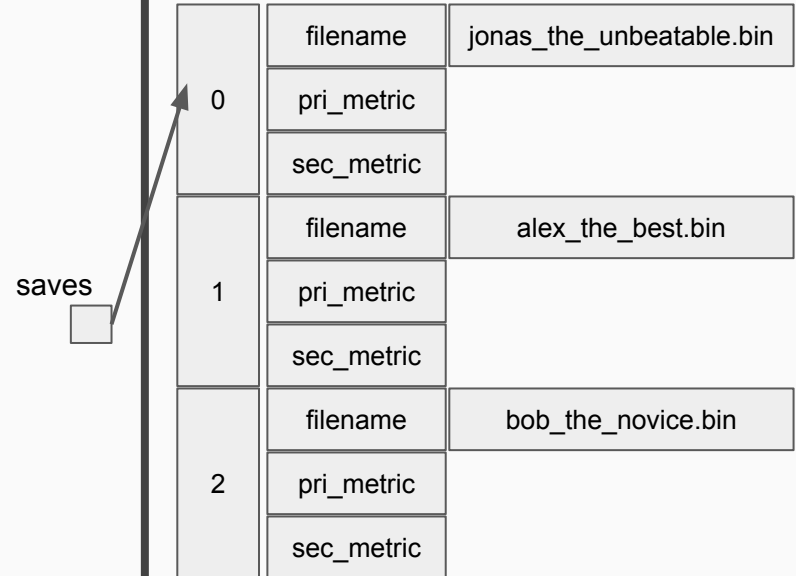 filename jonas_the_unbeatable.bin
0 pri_metric
sec_metric
filename alex_the_best.bin
saves
1 pri_metric
sec_metric
filename bob_the_novice.bin
2 pri_metric
sec_metric